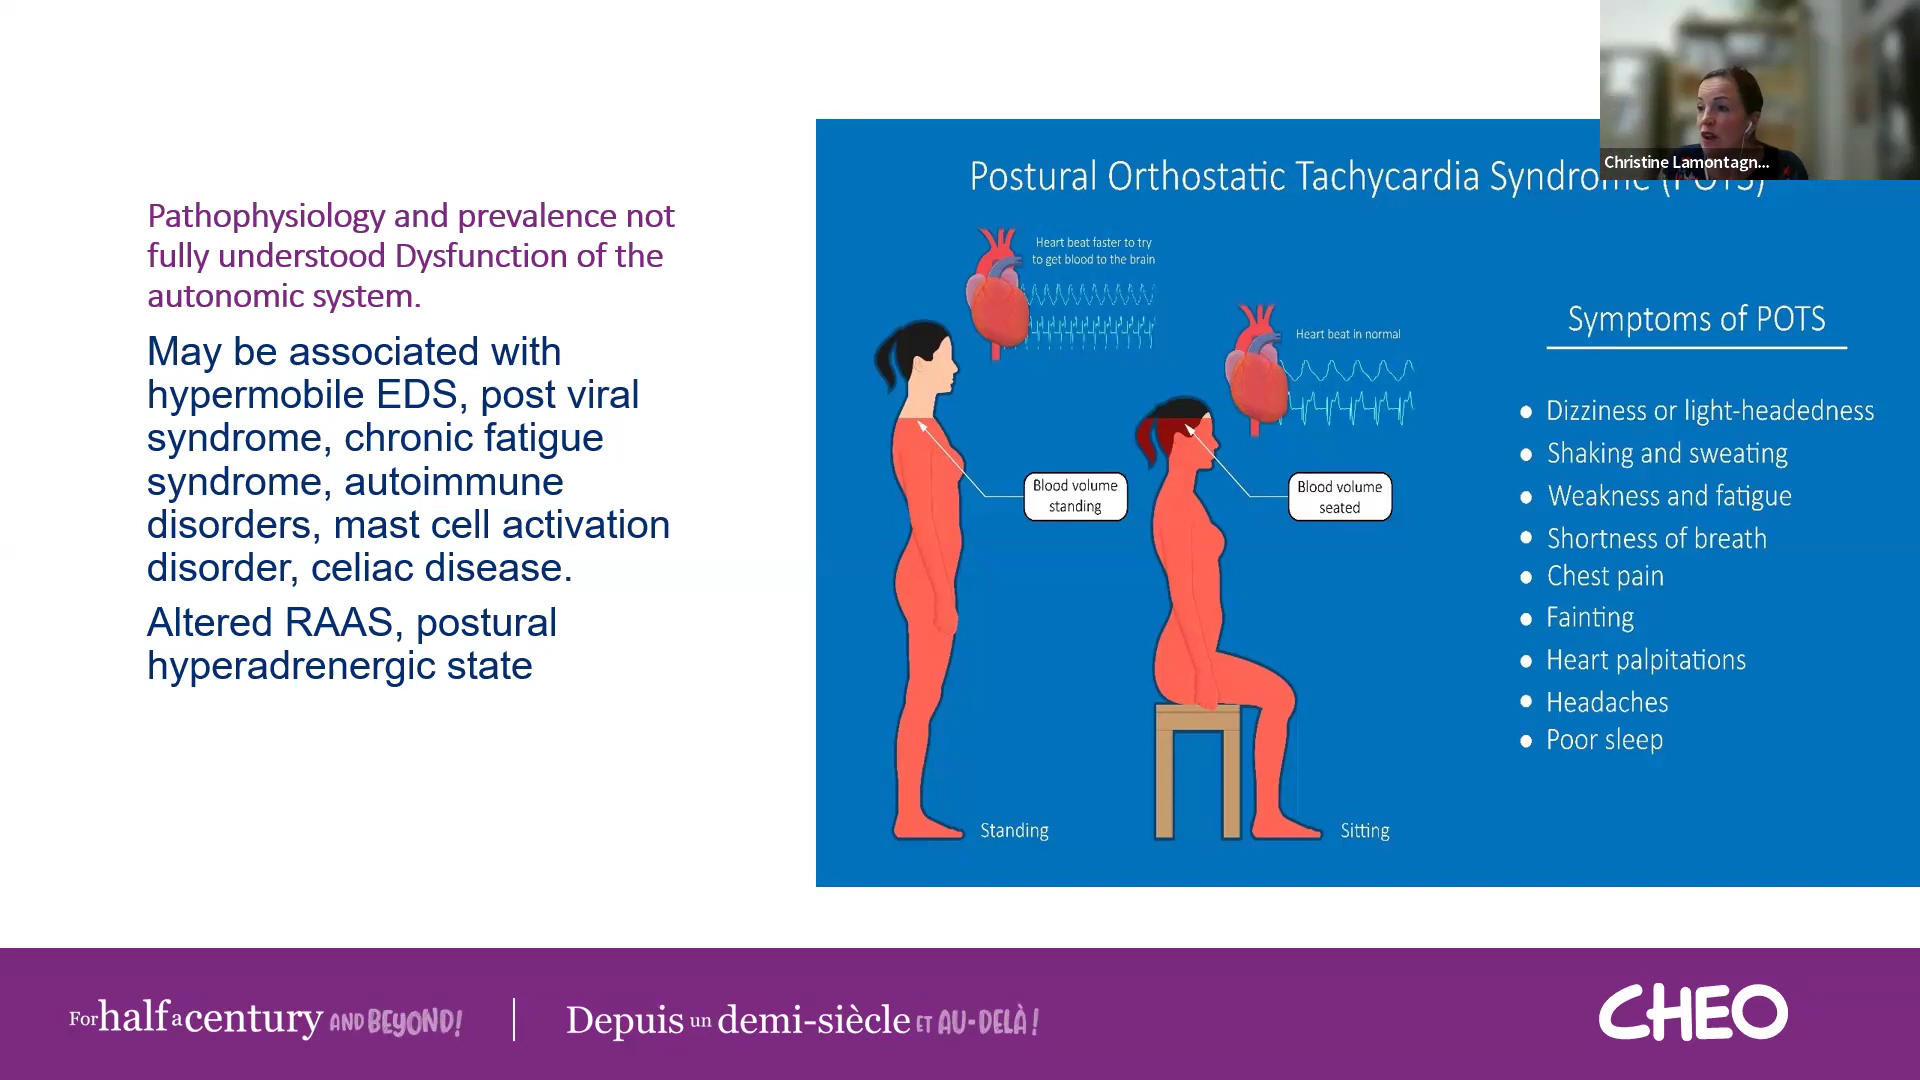 Pathophysiology and prevalence not
fully understood Dysfunction of the
autonomic system.
May be associated with
hypermobile EDS, post viral
syndrome, chronic fatigue
syndrome, autoimmune
disorders, mast cell activation
disorder, celiac disease.
Altered RAAS, postural
hyperadrenergic state
Christine Lamontagn...
Postural Orthostatic Tachycardia Syndrome (POTS)
Heart beat faster to try
to get blood to the brain
Heart beat in normal
Blood volume
standing
Blood volume
seated
Standing
Sitting
Symptoms of POTS
• Dizziness or light-headedness
• Shaking and sweating
• Weakness and fatigue
• Shortness of breath
• Chest pain
• Fainting
• Heart palpitations
• Headaches
• Poor sleep
For half a century AND BEYOND!
Depuis un demi-siècle ET AU-DELÀ!
CHEO